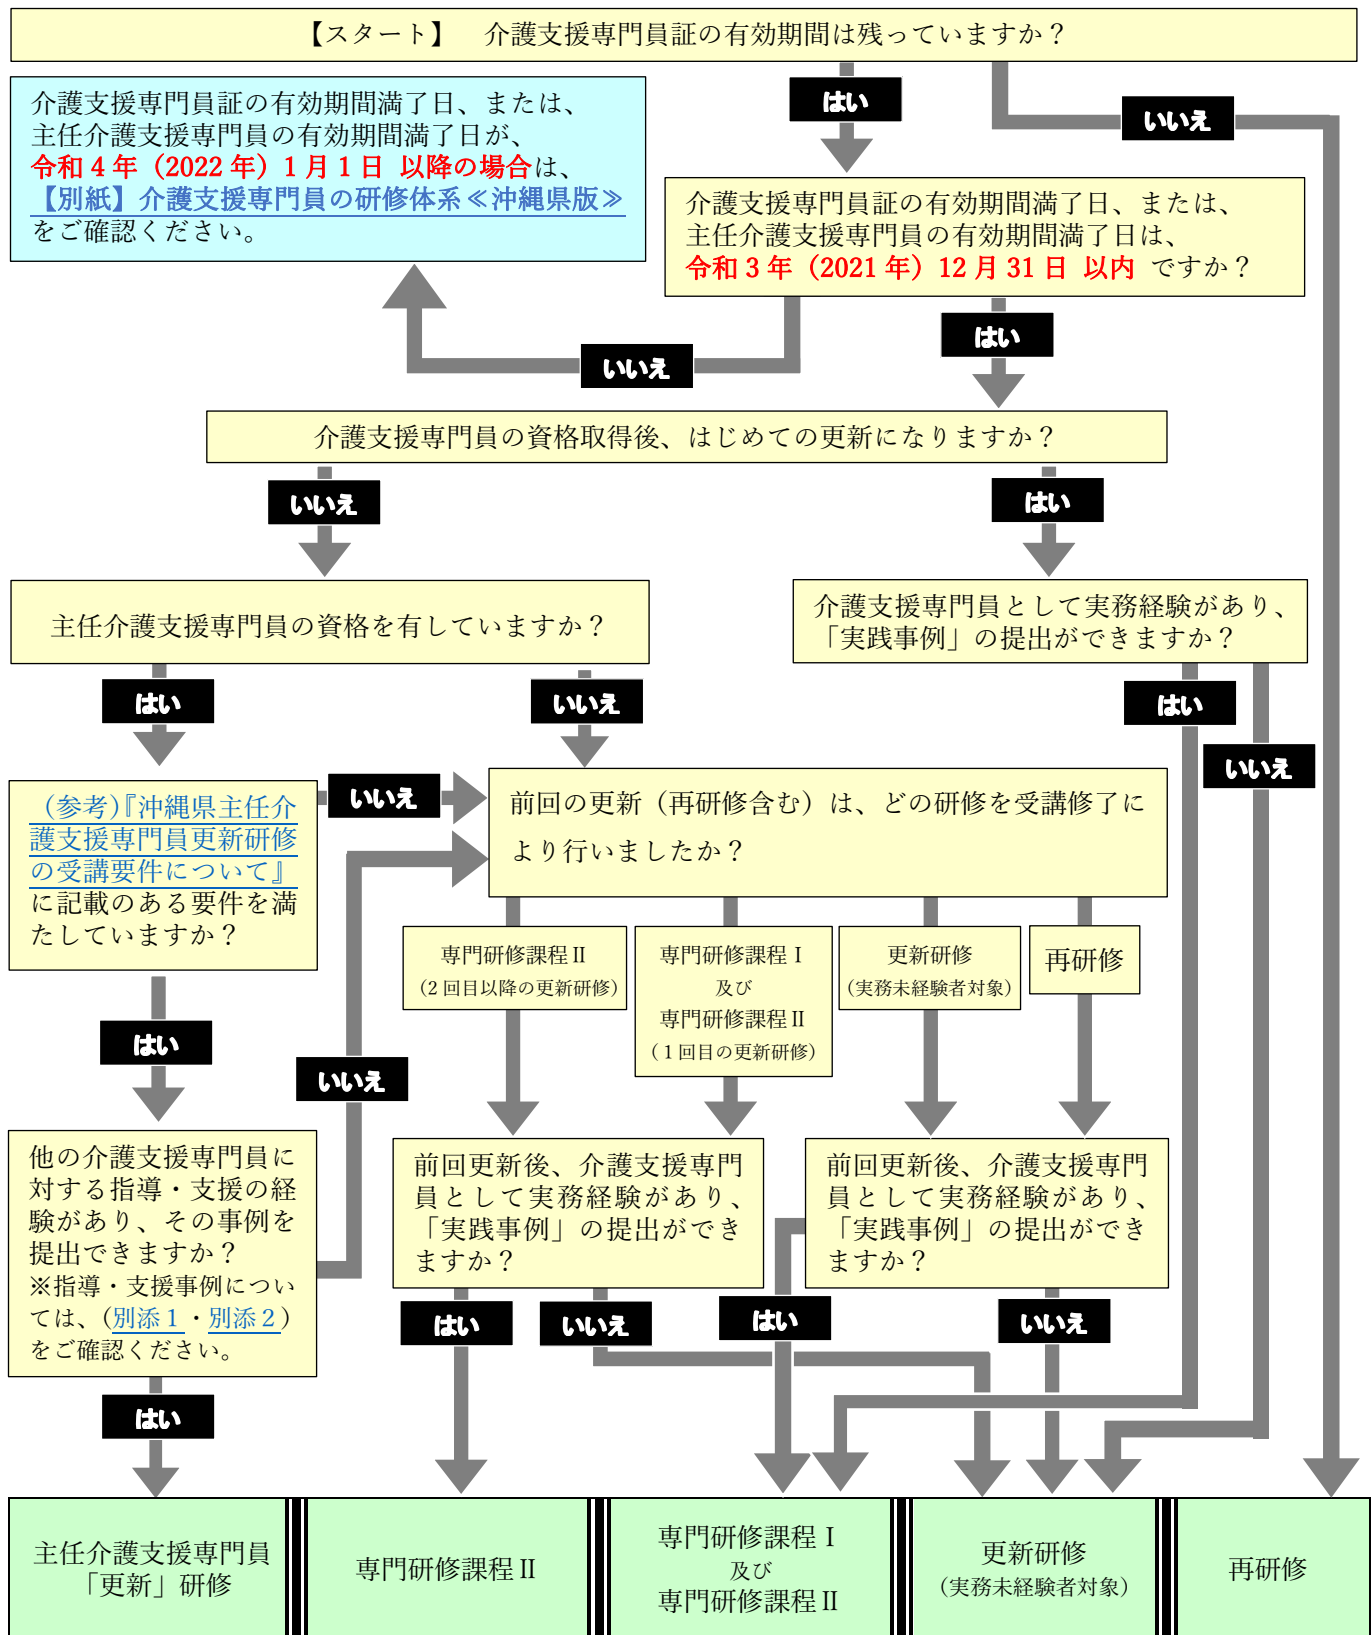 【スタート】　介護支援専門員証の有効期間は残っていますか？
はい
いいえ
介護支援専門員証の有効期間満了日、または、
主任介護支援専門員の有効期間満了日が、
令和４年（2022 年）1 月 1 日 以降の場合は、
【別紙】介護支援専門員の研修体系≪沖縄県版≫
をご確認ください。
介護支援専門員証の有効期間満了日、または、
主任介護支援専門員の有効期間満了日は、
令和３年（2021 年）12 月 31 日 以内 ですか？
いいえ
はい
介護支援専門員の資格取得後、はじめての更新になりますか？
いいえ
はい
主任介護支援専門員の資格を有していますか？
介護支援専門員として実務経験があり、
「実践事例」の提出ができますか？
はい
いいえ
はい
いいえ
（参考）『沖縄県主任介
護支援専門員更新研修
の受講要件について』
に記載のある要件を満
たしていますか？
いいえ
前回の更新（再研修含む）は、どの研修を受講修了に
より行いましたか？
専門研修課程Ⅱ
（2 回目以降の更新研修）
専門研修課程Ⅰ
及び
専門研修課程Ⅱ
（１回目の更新研修）
更新研修
（実務未経験者対象）
再研修
はい
いいえ
他の介護支援専門員に
対する指導・支援の経
験があり、その事例を
提出できますか？
※指導・支援事例につい
ては、（別添１・別添２）
をご確認ください。
前回更新後、介護支援専門
員として実務経験があり、
「実践事例」の提出ができ
ますか？
前回更新後、介護支援専門
員として実務経験があり、
「実践事例」の提出ができ
ますか？
はい
いいえ
はい
いいえ
はい
主任介護支援専門員
「更新」研修
専門研修課程Ⅱ
専門研修課程Ⅰ
及び
専門研修課程Ⅱ
更新研修
（実務未経験者対象）
再研修